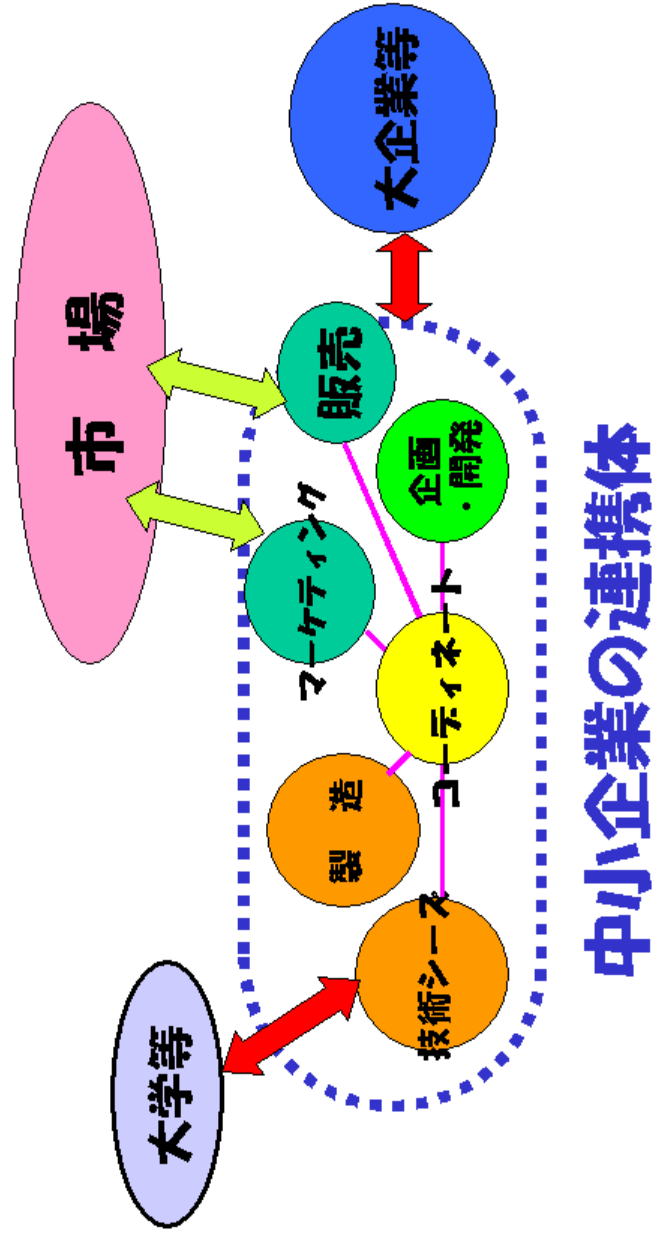 市 場
大学等
大企業等
マーケティング
販売
製 造
技術シーズ
コーディネート
企画
・開発
中小企業の連携体